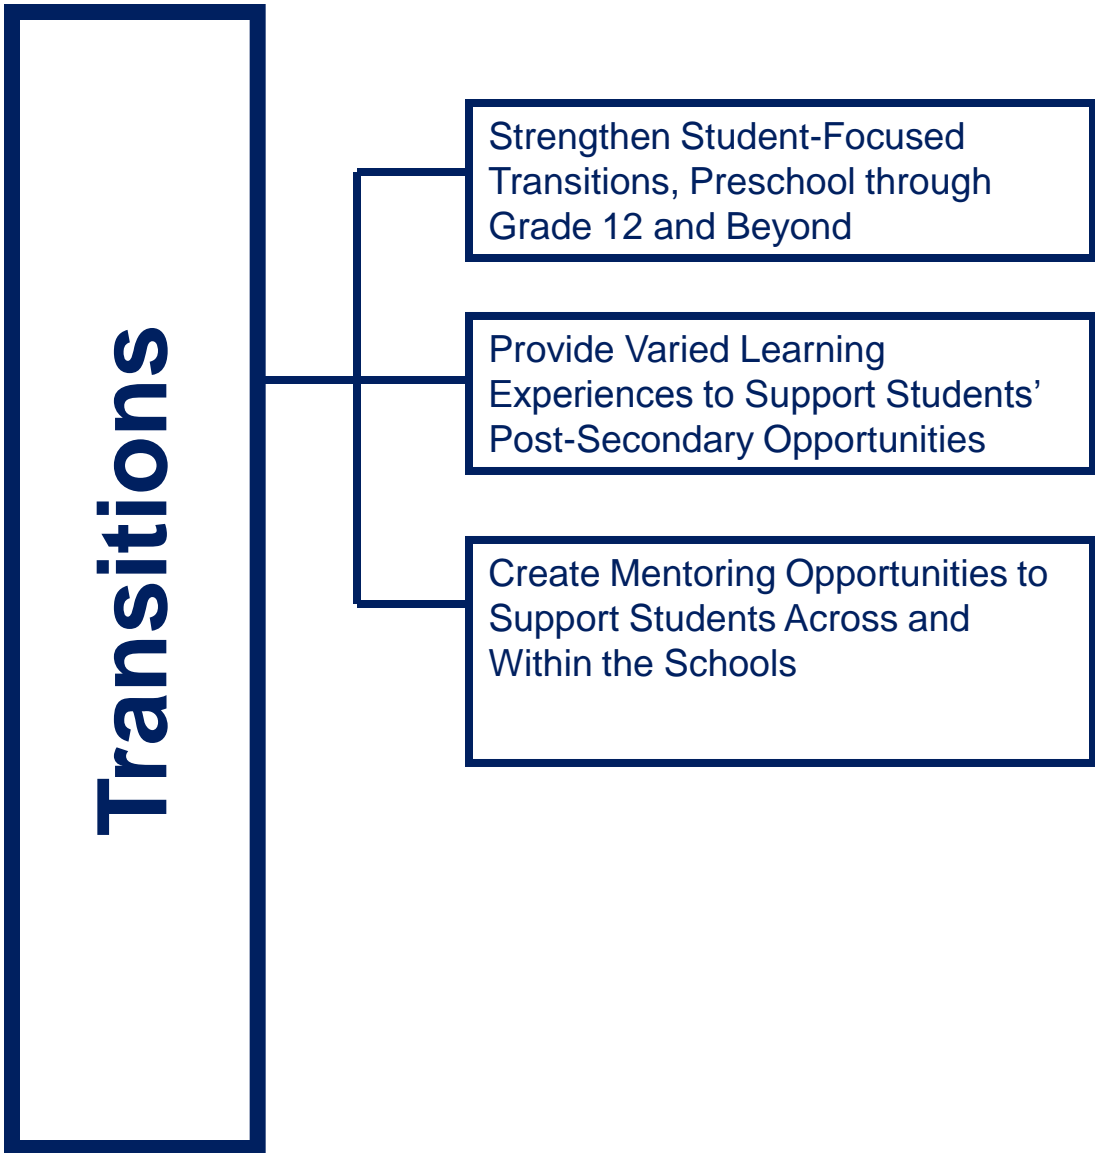 Transitions
Strengthen Student-Focused
Transitions, Preschool through
Grade 12 and Beyond
Provide Varied Learning
Experiences to Support Students’
Post-Secondary Opportunities
Create Mentoring Opportunities to
Support Students Across and
Within the Schools